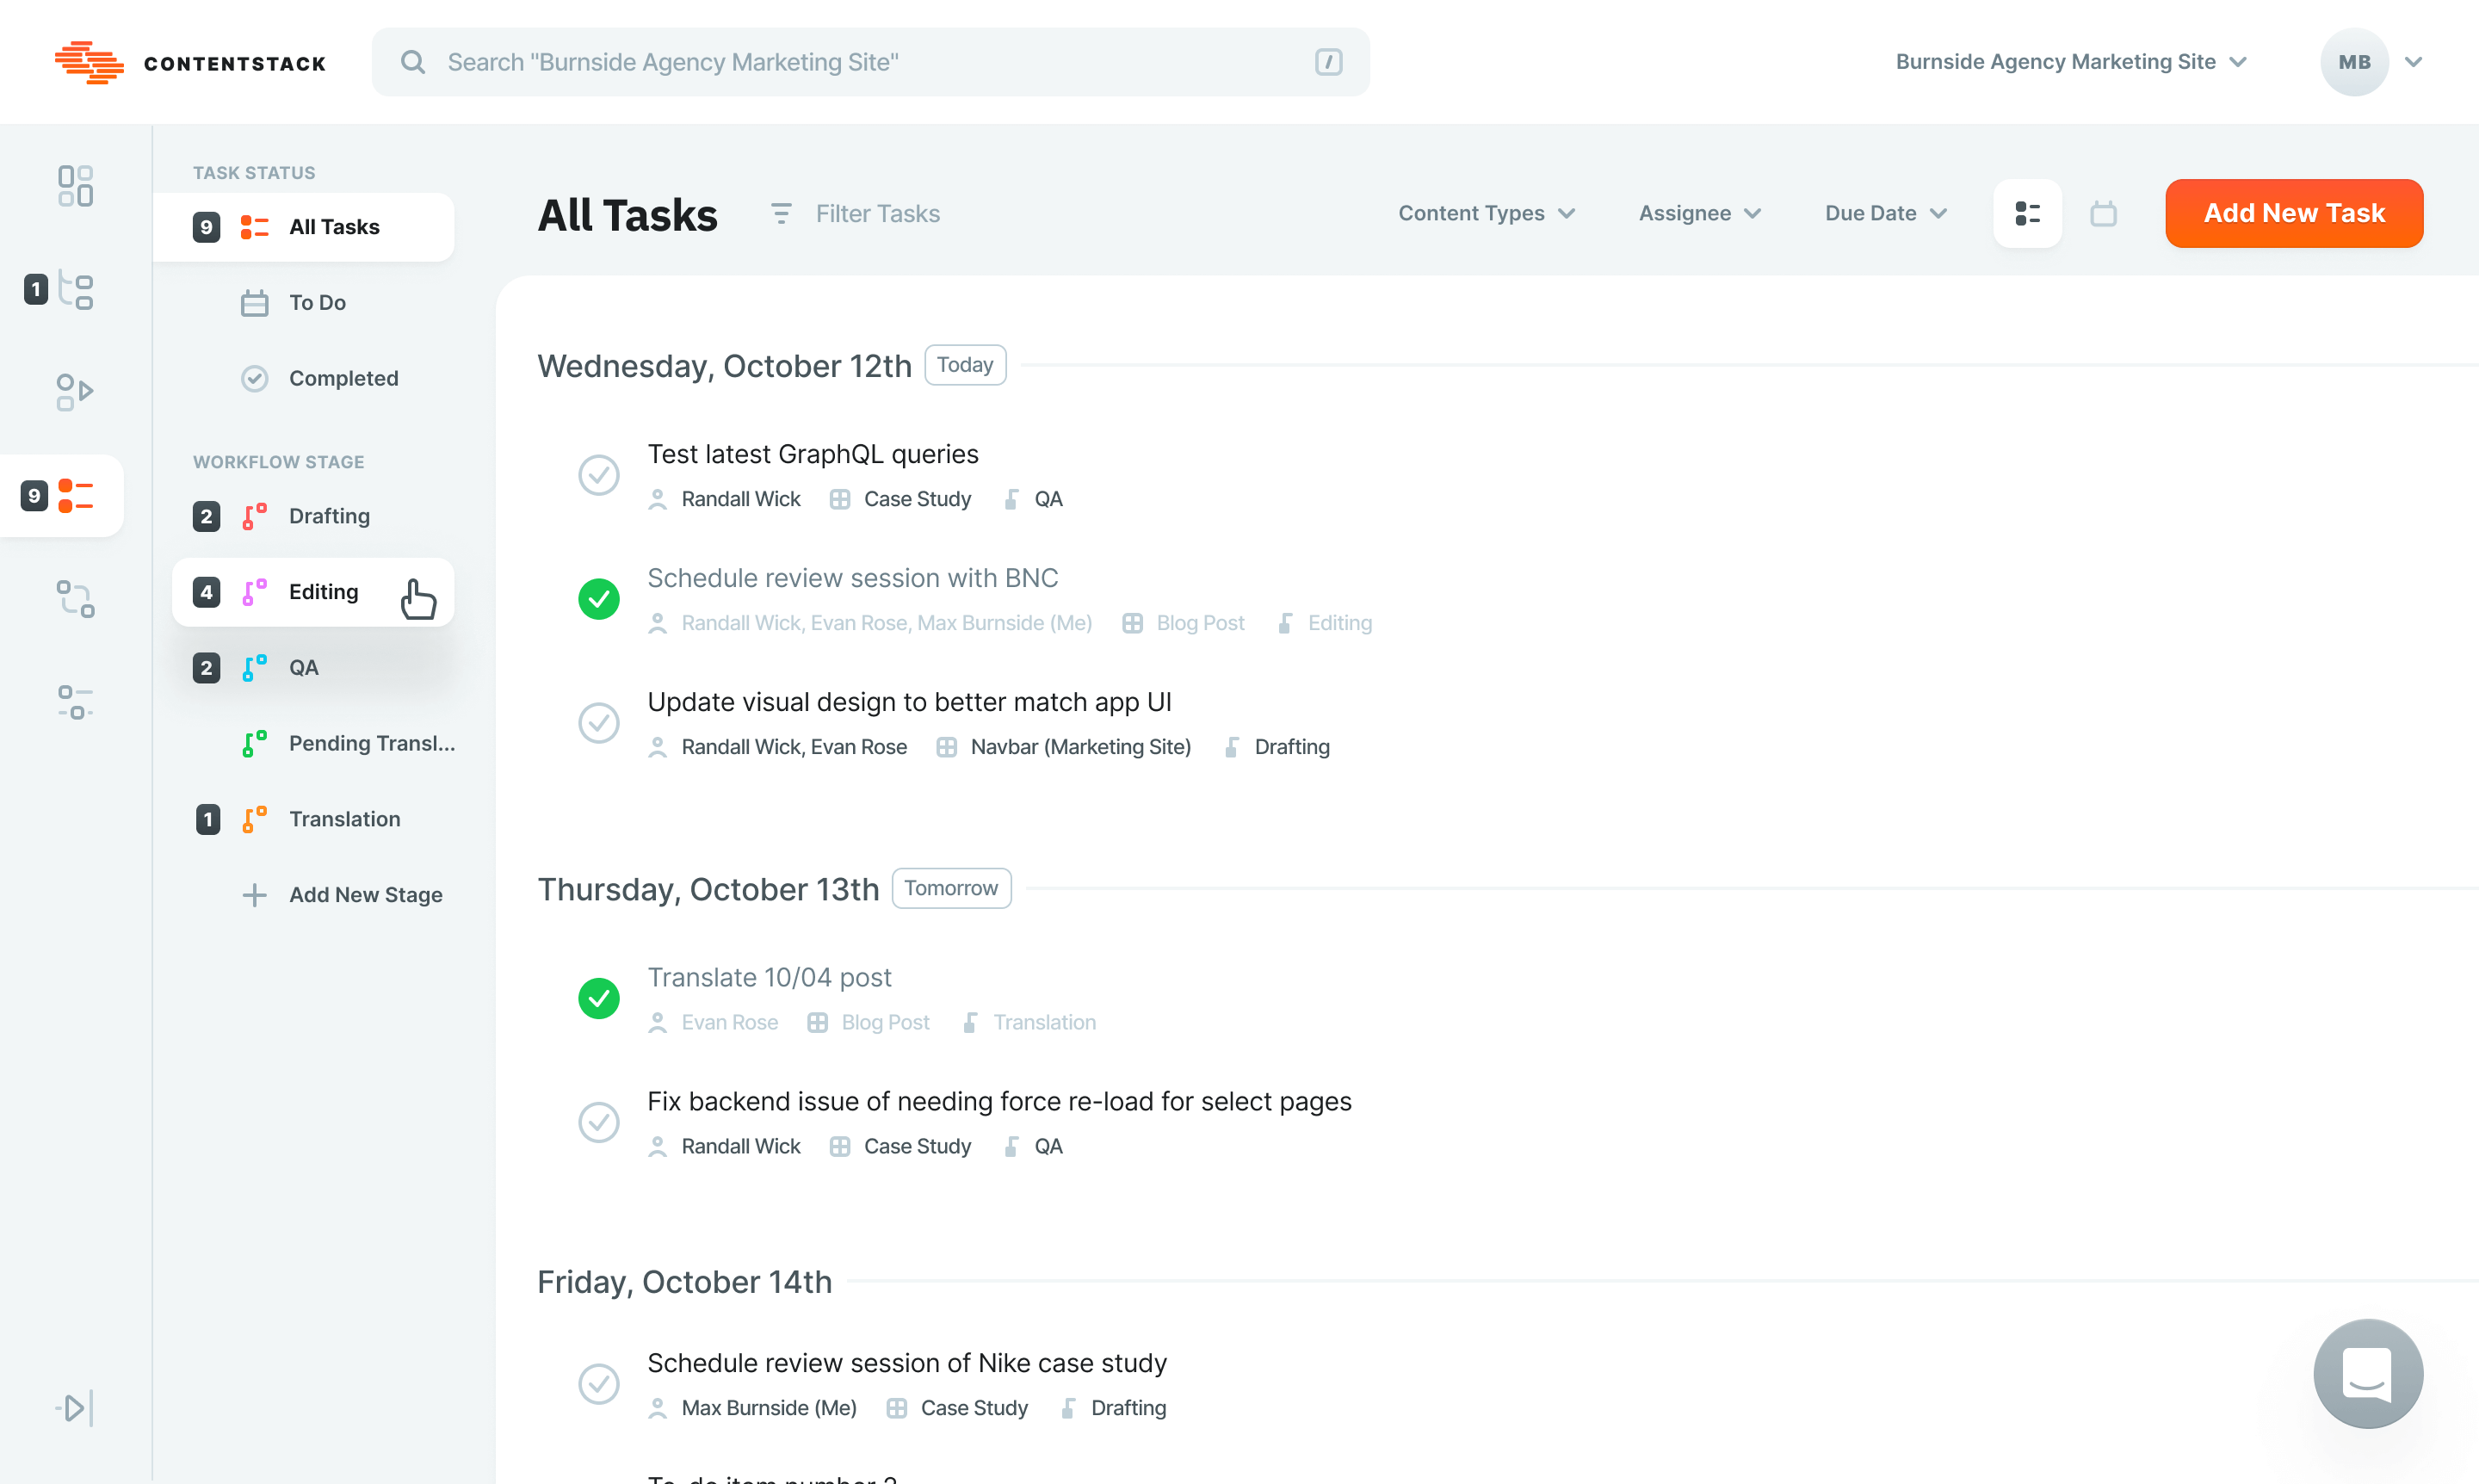 CONTENTSTACK
Search "Burnside Agency Marketing Site"
/
Burnside Agency Marketing Site
MB
TASK STATUS
9 All Tasks
To Do
Completed
1
9
WORKFLOW STAGE
2 Drafting
4 Editing
2 QA
Pending Transl...
1 Translation
Add New Stage
All Tasks
Filter Tasks
Content Types
Assignee
Due Date
Add New Task
Wednesday, October 12th Today
Test latest GraphQL queries
Randall Wick Case Study QA
Schedule review session with BNC
Randall Wick, Evan Rose, Max Burnside (Me) Blog Post Editing
Update visual design to better match app UI
Randall Wick, Evan Rose Navbar (Marketing Site) Drafting
Thursday, October 13th Tomorrow
Translate 10/04 post
Evan Rose Blog Post Translation
Fix backend issue of needing force re-load for select pages
Randall Wick Case Study QA
Friday, October 14th
Schedule review session of Nike case study
Max Burnside (Me) Case Study Drafting
To-do item number